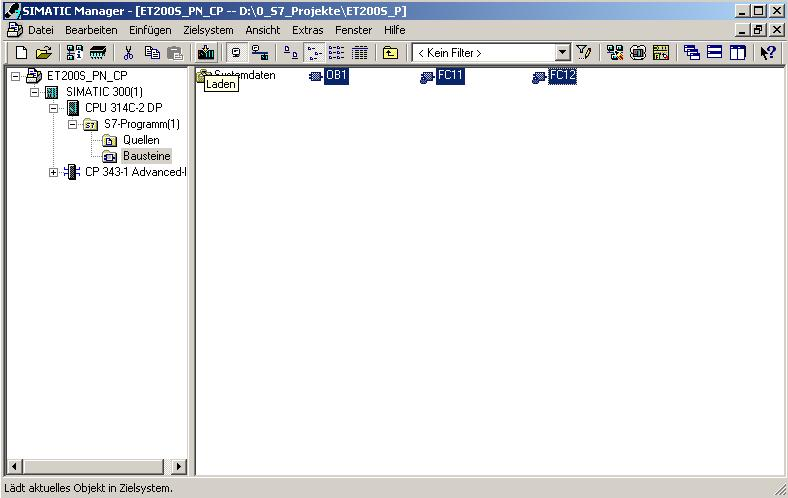 SIMATIC Manager - [ET200S_PN_CP -- D:\0_S7_Projekte\ET200S_P]
Datei Bearbeiten Einfügen Zielsystem Ansicht Extras Fenster Hilfe
< Kein Filter >
ET200S_PN_CP
SIMATIC 300(1)
CPU 314C-2 DP
S7-Programm(1)
Quellen
Bausteine
CP 343-1 Advanced-I
Systemdaten OB1 FC11 FC12
Laden
Lädt aktuelles Objekt in Zielsystem.